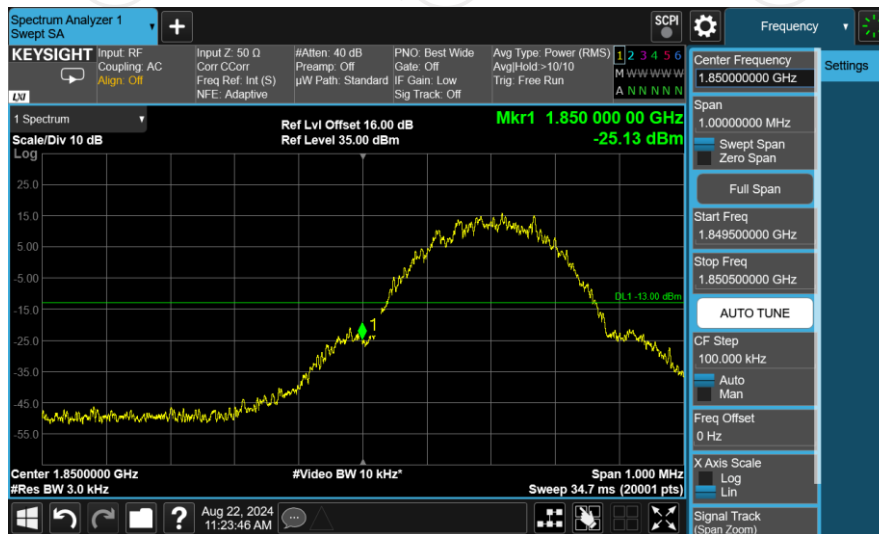 Spectrum Analyzer 1
Swept SA
+
SCPI
Frequency
KEYSIGHT
LXI
Input: RF
Coupling: AC
Align: Off
Input Z: 50 Ω
Corr CCorr
Freq Ref: Int (S)
NFE: Adaptive
#Atten: 40 dB
Preamp: Off
µW Path: Standard
PNO: Best Wide
Gate: Off
IF Gain: Low
Sig Track: Off
Avg Type: Power (RMS)
Avg|Hold:>10/10
Trig: Free Run
1 2 3 4 5 6
M W W W W W
A N N N N N
1 Spectrum
Scale/Div 10 dB
Log
Ref Lvl Offset 16.00 dB
Ref Level 35.00 dBm
Mkr1 1.850 000 00 GHz
-25.13 dBm
25.0
15.0
5.00
-5.00
-15.0
-25.0
-35.0
-45.0
-55.0
DL1 -13.00 dBm
1
Center 1.8500000 GHz
#Res BW 3.0 kHz
#Video BW 10 kHz*
Span 1.000 MHz
Sweep 34.7 ms (20001 pts)
Center Frequency
1.850000000 GHz
Span
1.00000000 MHz
Swept Span
Zero Span
Full Span
Start Freq
1.849500000 GHz
Stop Freq
1.850500000 GHz
AUTO TUNE
CF Step
100.000 kHz
Auto
Man
Freq Offset
0 Hz
X Axis Scale
Log
Lin
Signal Track
(Span Zoom)
Settings
?
Aug 22, 2024
11:23:46 AM